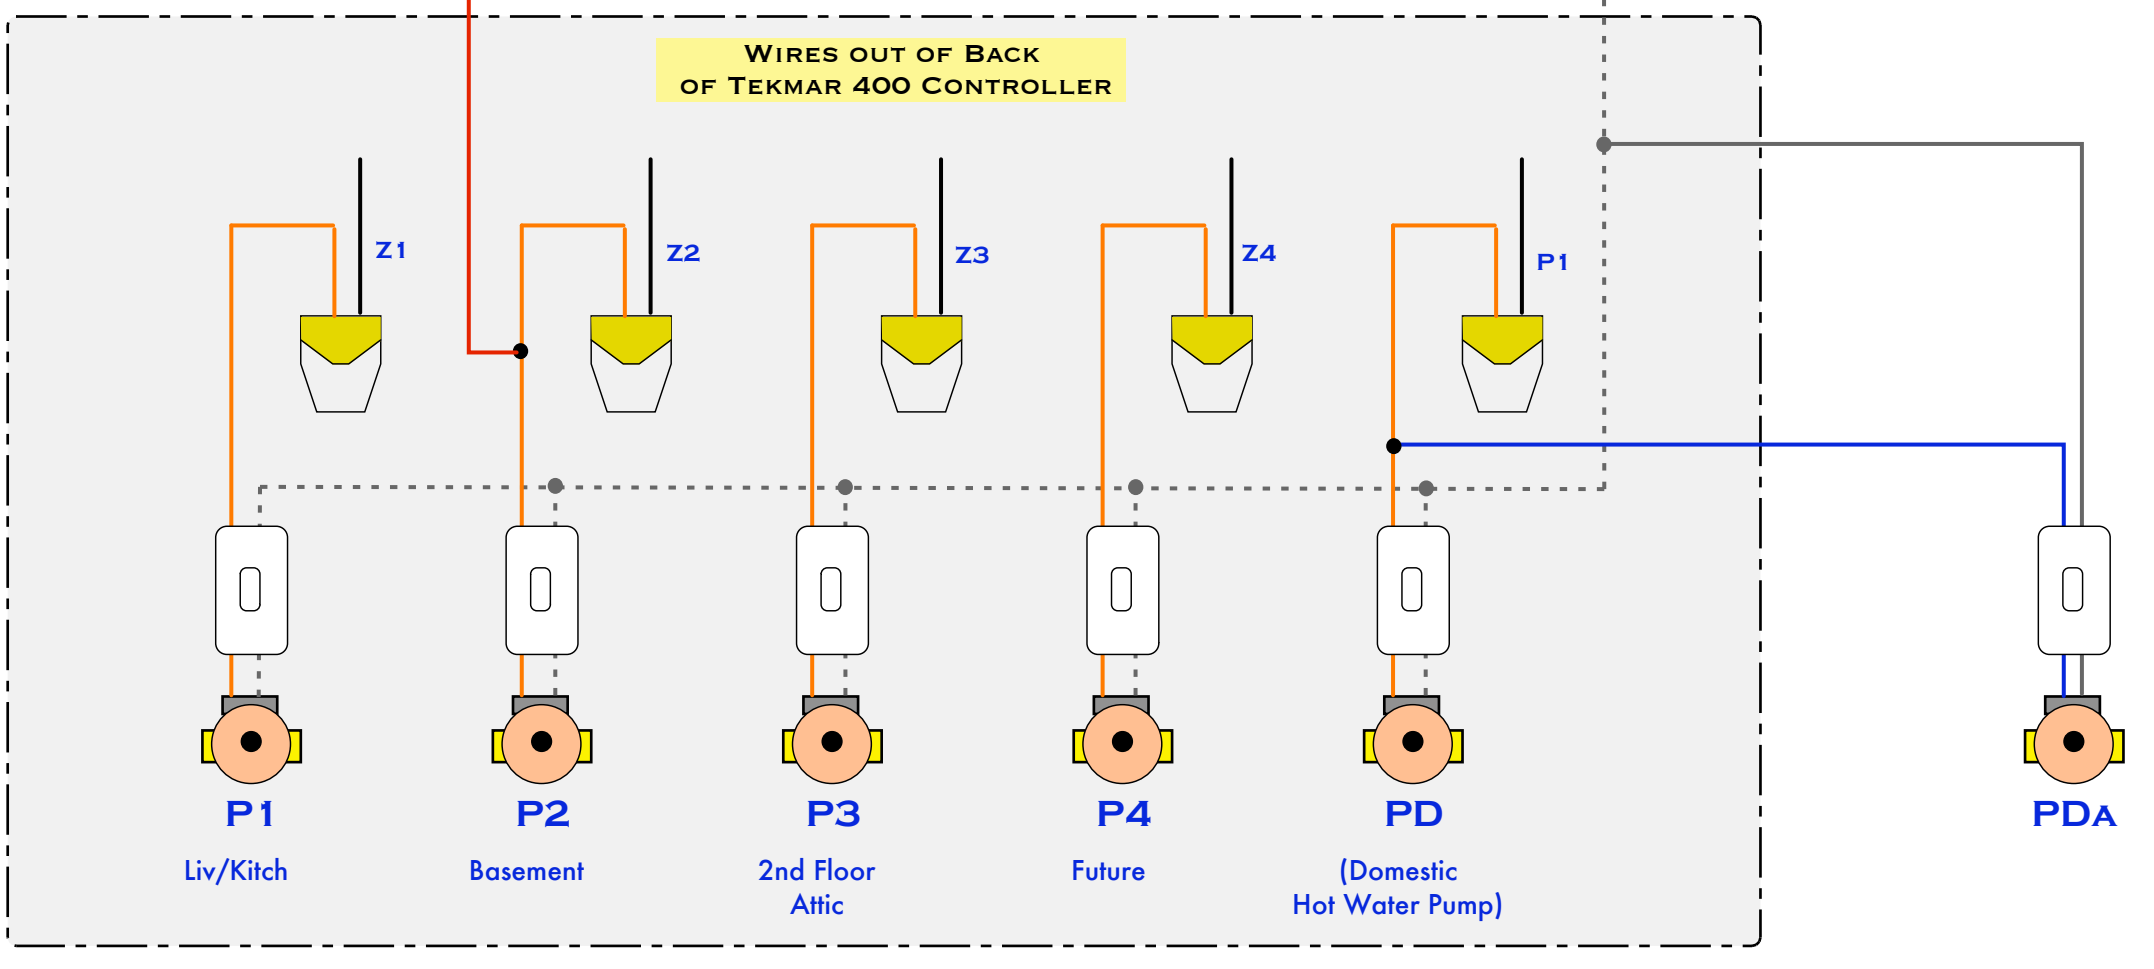 Wires out of Back
of Tekmar 400 Controller
Z1
Z2
Z3
Z4
P1
P1
P2
P3
P4
PD
PDa
Liv/Kitch
Basement
2nd Floor
Attic
Future
(Domestic
Hot Water Pump)